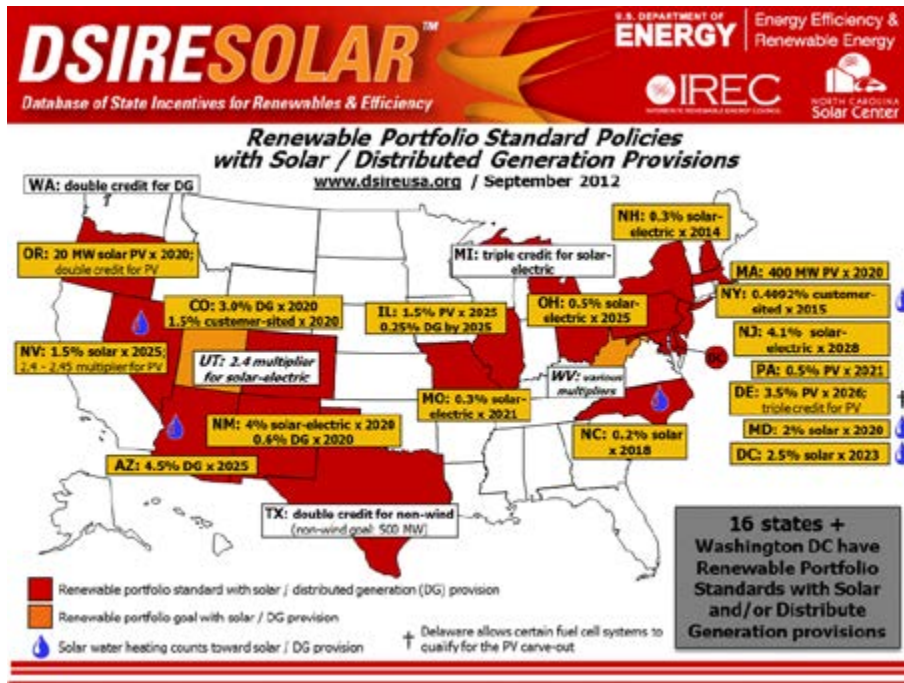 DSIRESOLAR™
Database of State Incentives for Renewables & Efficiency
U.S. DEPARTMENT OF
ENERGY
Energy Efficiency &
Renewable Energy
IREC
NORTH CAROLINA
Solar Center
Renewable Portfolio Standard Policies
with Solar / Distributed Generation Provisions
www.dsireusa.org / September 2012
WA: double credit for DG
NH: 0.3% solar-
electric x 2014
OR: 20 MW solar PV x 2020;
double credit for PV
MI: triple credit for solar-
electric
MA: 400 MW PV x 2020
NY: 0.4092% customer-
sited x 2015
CO: 3.0% DG x 2020
1.5% customer-sited x 2020
IL: 1.5% PV x 2025
0.25% DG by 2025
OH: 0.5% solar-
electric x 2025
NJ: 4.1% solar-
electric x 2028
NV: 1.5% solar x 2025;
2.4 - 2.45 multiplier for PV
UT: 2.4 multiplier
for solar-electric
DC
PA: 0.5% PV x 2021
WV: various
multipliers
DE: 3.5% PV x 2026;
triple credit for PV
†
MO: 0.3% solar-
electric x 2021
NM: 4% solar-electric x 2020
0.6% DG x 2020
NC: 0.2% solar
x 2018
MD: 2% solar x 2020
DC: 2.5% solar x 2023
AZ: 4.5% DG x 2025
TX: double credit for non-wind
(non-wind goal: 500 MW)
16 states +
Washington DC have
Renewable Portfolio
Standards with Solar
and/or Distribute
Generation provisions
Renewable portfolio standard with solar / distributed generation (DG) provision
Renewable portfolio goal with solar / DG provision
Solar water heating counts toward solar / DG provision
† Delaware allows certain fuel cell systems to
qualify for the PV carve-out